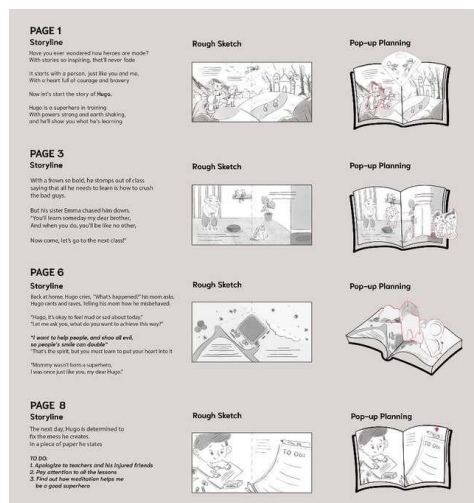 PAGE 1
Storyline
Have you ever wondered how heroes are made?
With stories so inspiring, that'll never fade
It starts with a person, just like you and me,
With a heart full of courage and bravery
Now let's start the story of Hugo.
Hugo is a superhero in training
With powers strong and earth shaking,
and he'll show you what he's learning
Rough Sketch
Pop-up Planning
PAGE 3
Storyline
With a frown so bold, he stomps out of class
saying that all he needs to learn is how to crush
the bad guys.
But his sister Emma chased him down,
"You'll learn someday my dear brother,
And when you do, you'll be like no other,
Now come, let's go to the next class!"
Rough Sketch
Pop-up Planning
PAGE 6
Storyline
Back at home, Hugo cries, "What's happened?" his mom asks.
Hugo rants and raves, telling his mom how he misbehaved.
"Hugo, it's okay to feel mad or sad about today."
"Let me ask you, what do you want to achieve this way?"
"I want to help people, and shoo all evil,
so people's smile can double"
"That's the spirit, but you must learn to put your heart into it
"Mommy wasn't born a superhero,
I was once just like you, my dear Hugo."
Rough Sketch
Pop-up Planning
PAGE 8
Storyline
The next day, Hugo is determined to
fix the mess he creates.
In a piece of paper he states
TO DO:
1. Apologize to teachers and his injured friends
2. Pay attention to all the lessons
3. Find out how meditation helps me
be a good superhero
Rough Sketch
TO DO:
Pop-up Planning
TO DO: